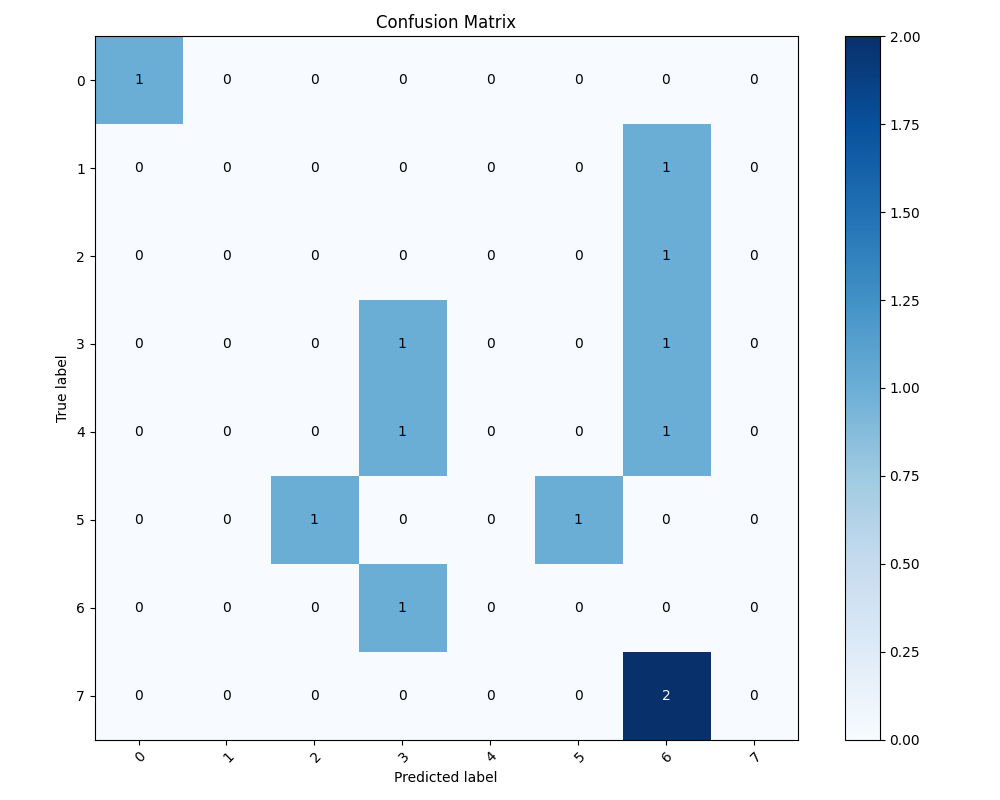 Confusion Matrix
0 1 0 0 0 0 0 0 0
1 0 0 0 0 0 0 1 0
2 0 0 0 0 0 0 1 0
3 0 0 0 1 0 0 1 0
4 0 0 0 1 0 0 1 0
5 0 0 1 0 0 1 0 0
6 0 0 0 1 0 0 0 0
7 0 0 0 0 0 0 2 0
0 1 2 3 4 5 6 7
Predicted label
True label
2.00
1.75
1.50
1.25
1.00
0.75
0.50
0.25
0.00